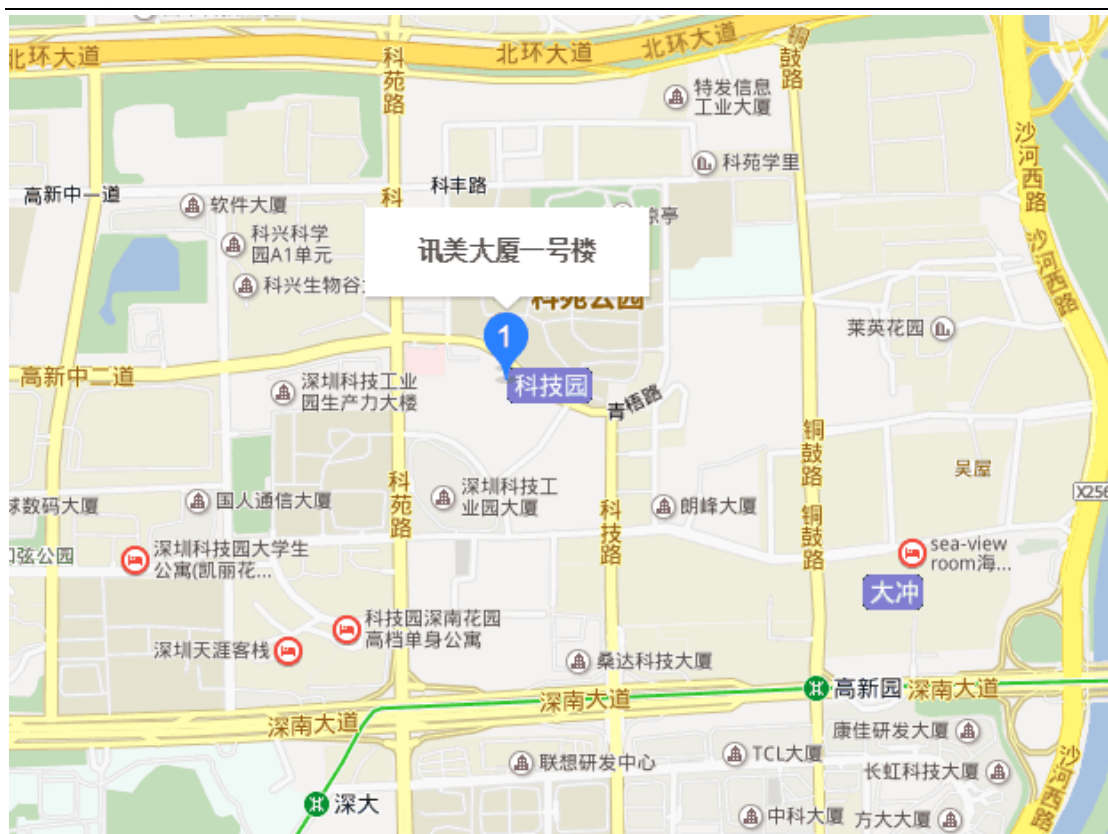 北环大道
北环大道
北环大道
铜鼓路
科苑路
特发信息
工业大厦
科苑学里
沙河西路
高新中一道
科丰路
软件大厦
科
科兴科学
园A1单元
凉亭
沙河西路
讯美大厦一号楼
科兴生物谷
科苑公园
莱英花园
1
高新中二道
深圳科技工业
园生产力大楼
科技园
青梧路
铜鼓路
吴屋
科苑路
深圳科技工
业园大厦
X256
球数码大厦
国人通信大厦
科技路
朗峰大厦
铜鼓路
和弦公园
深圳科技园大学生
公寓(凯丽花...
sea-view
room海...
大冲
科技园深南花园
高档单身公寓
深圳天涯客栈
桑达科技大厦
高新园
深南大道
深南大道
深南大道
康佳研发大厦
联想研发中心
TCL大厦
长虹科技大厦
沙河西路
深大
中科大厦
方大大厦